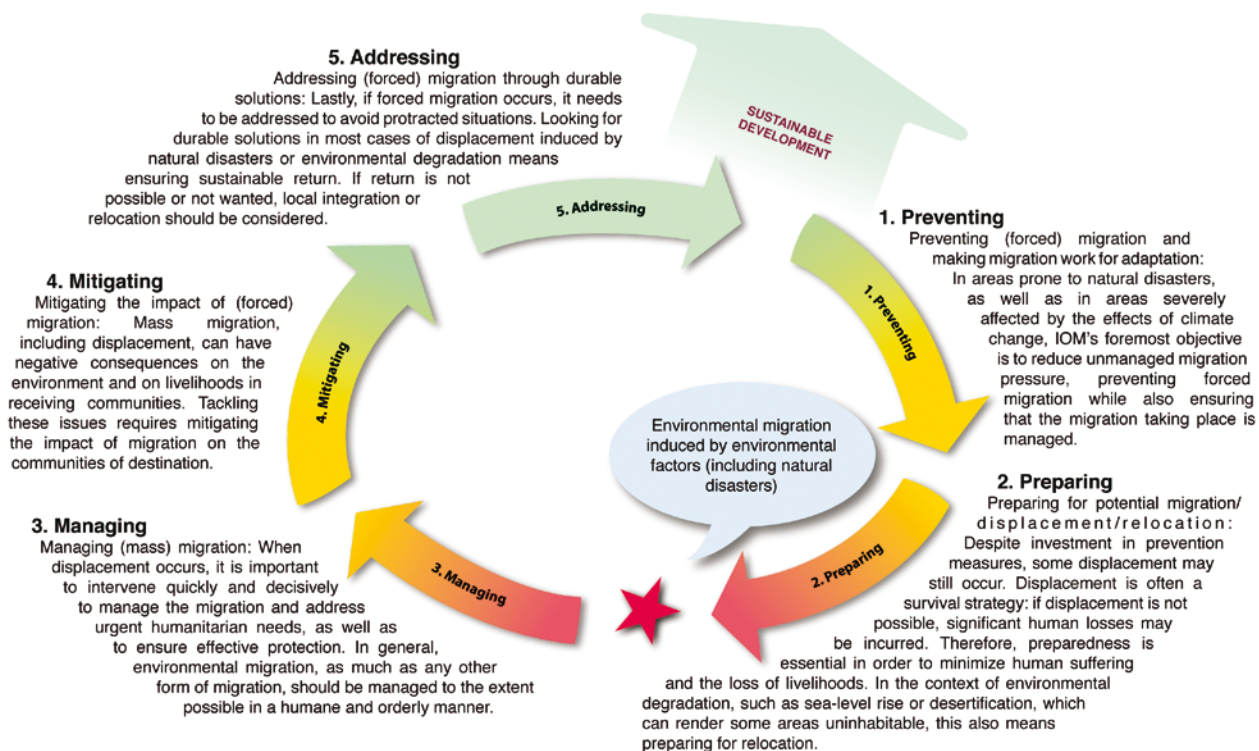 5. Addressing
Addressing (forced) migration through durable
solutions: Lastly, if forced migration occurs, it needs
to be addressed to avoid protracted situations. Looking for
durable solutions in most cases of displacement induced by
natural disasters or environmental degradation means
ensuring sustainable return. If return is not
possible or not wanted, local integration or
relocation should be considered.
SUSTAINABLE
DEVELOPMENT
5. Addressing
1. Preventing
Preventing (forced) migration and
making migration work for adaptation:
In areas prone to natural disasters,
as well as in areas severely
affected by the effects of climate
change, IOM's foremost objective
is to reduce unmanaged migration
pressure, preventing forced
migration while also ensuring
that the migration taking place is
managed.
1. Preventing
4. Mitigating
Mitigating the impact of (forced)
migration: Mass migration,
including displacement, can have
negative consequences on the
environment and on livelihoods in
receiving communities. Tackling
these issues requires mitigating
the impact of migration on the
communities of destination.
4. Mitigating
Environmental migration
induced by environmental
factors (including natural
disasters)
2. Preparing
Preparing for potential migration/
displacement/relocation:
Despite investment in prevention
measures, some displacement may
still occur. Displacement is often a
survival strategy: if displacement is not
possible, significant human losses may
be incurred. Therefore, preparedness is
essential in order to minimize human suffering
and the loss of livelihoods. In the context of environmental
degradation, such as sea-level rise or desertification, which
can render some areas uninhabitable, this also means
preparing for relocation.
2. Preparing
3. Managing
Managing (mass) migration: When
displacement occurs, it is important
to intervene quickly and decisively
to manage the migration and address
urgent humanitarian needs, as well as
to ensure effective protection. In general,
environmental migration, as much as any other
form of migration, should be managed to the extent
possible in a humane and orderly manner.
3. Managing